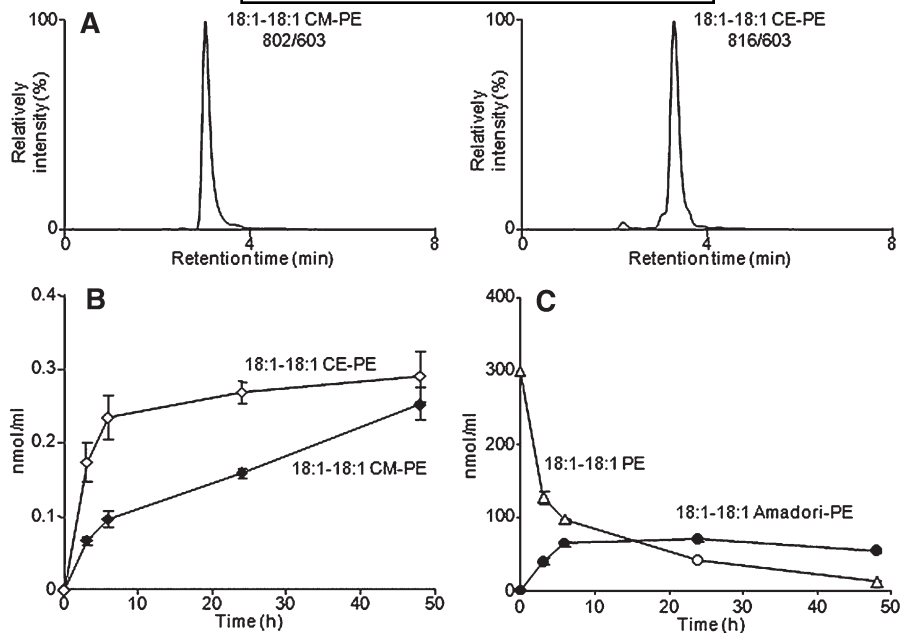 A
18:1-18:1 CM-PE
802/603
100
Relatively
intensity (%)
0
0
4
8
Retention time (min)
18:1-18:1 CE-PE
816/603
100
Relatively
intensity (%)
0
0
4
8
Retention time (min)
B
0.4
0.3
0.2
0.1
0
nmol/ml
18:1-18:1 CE-PE
18:1-18:1 CM-PE
0
10
20
30
40
50
Time (h)
C
400
300
200
100
0
nmol/ml
18:1-18:1 PE
18:1-18:1 Amadori-PE
0
10
20
30
40
50
Time (h)